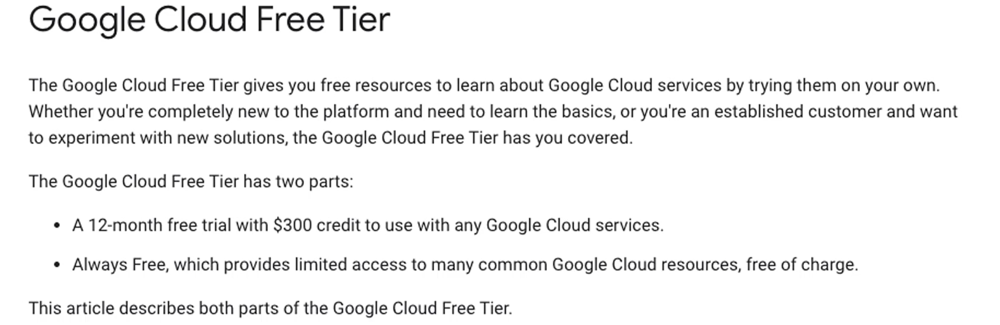 Google Cloud Free Tier
The Google Cloud Free Tier gives you free resources to learn about Google Cloud services by trying them on your own.
Whether you're completely new to the platform and need to learn the basics, or you're an established customer and want
to experiment with new solutions, the Google Cloud Free Tier has you covered.
The Google Cloud Free Tier has two parts:
• A 12-month free trial with $300 credit to use with any Google Cloud services.
• Always Free, which provides limited access to many common Google Cloud resources, free of charge.
This article describes both parts of the Google Cloud Free Tier.